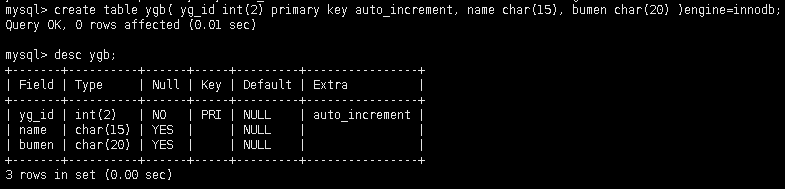 mysql> create table ygb( yg_id int(2) primary key auto_increment, name char(15), bumen char(20) )engine=innodb;
Query OK, 0 rows affected (0.01 sec)
mysql> desc ygb;
+-------+----------+------+-----+---------+----------------+
| Field | Type     | Null | Key | Default | Extra          |
+-------+----------+------+-----+---------+----------------+
| yg_id | int(2)   | NO   | PRI | NULL    | auto_increment |
| name  | char(15) | YES  |     | NULL    |                |
| bumen | char(20) | YES  |     | NULL    |                |
+-------+----------+------+-----+---------+----------------+
3 rows in set (0.00 sec)